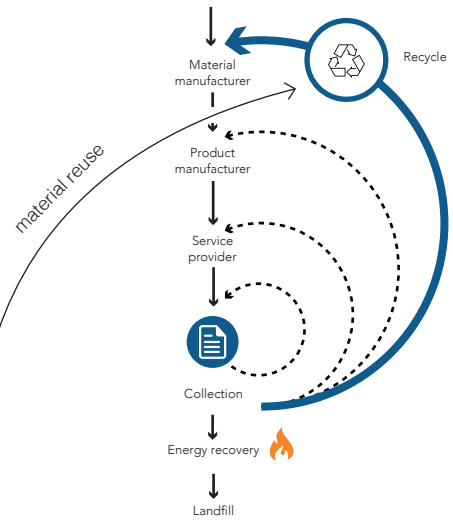 Material
manufacturer
Recycle
material reuse
Product
manufacturer
Service
provider
Collection
Energy recovery
Landfill